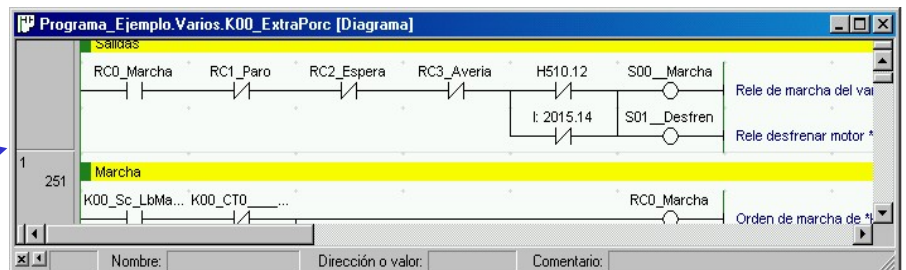 Programa_Ejemplo.Varios.K00_ExtraPorc [Diagrama]
Salidas
RC0_Marcha RC1_Paro RC2_Espera RC3_Averia H510.12 S00__Marcha
Rele de marcha del var
I: 2015.14 S01__Desfren
Rele desfrenar motor *
1
251
Marcha
K00_Sc_LbMa... K00_CT0____... RC0_Marcha
Orden de marcha de *
Nombre: Dirección o valor: Comentario: